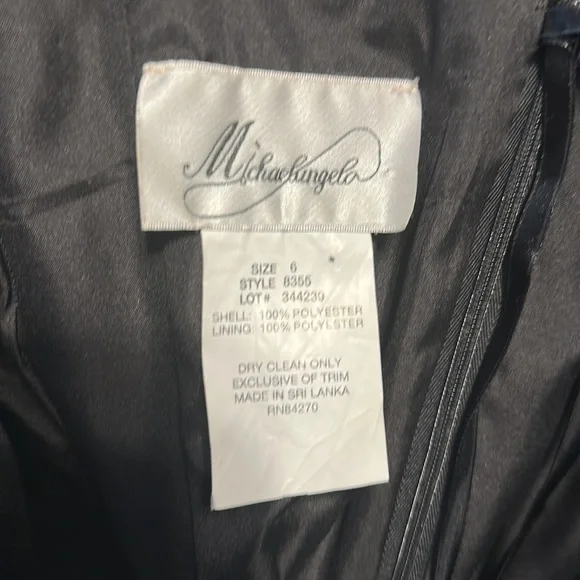 Michaelangelo
SIZE 6
STYLE 8355
LOT# 344239
SHELL: 100% POLYESTER
LINING: 100% POLYESTER
DRY CLEAN ONLY
EXCLUSIVE OF TRIM
MADE IN SRI LANKA
RN84270